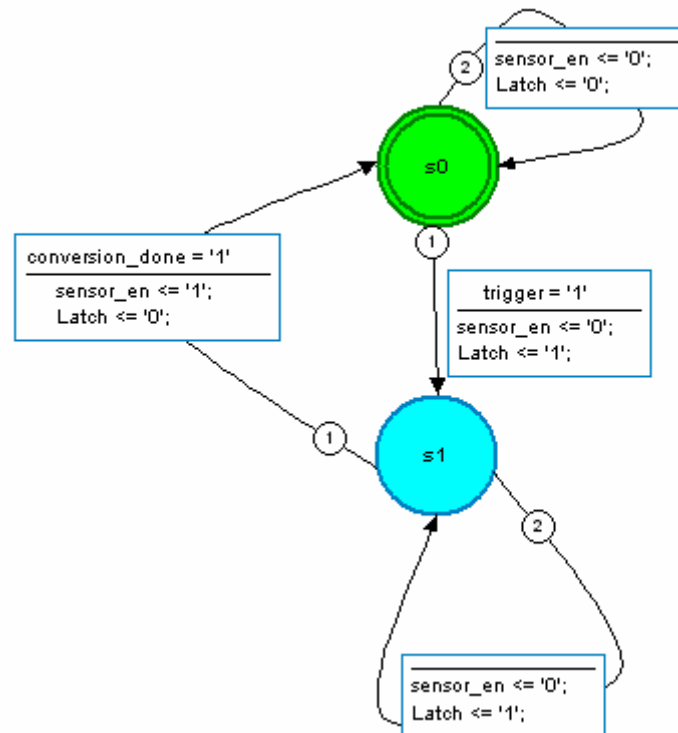 2
sensor_en <= '0';
Latch <= '0';
s0
1
conversion_done = '1'
sensor_en <= '1';
Latch <= '0';
trigger = '1'
sensor_en <= '0';
Latch <= '1';
1
s1
2
sensor_en <= '0';
Latch <= '1';